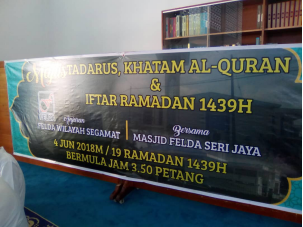 TADARUS, KHATAM AL-QURAN
&
IFTAR RAMADAN 1439H
Anjuran
FELDA WILAYAH SEGAMAT
Bersama
MASJID FELDA SERI JAYA
4 JUN 2018M / 19 RAMADAN 1439H
BERMULA JAM 3.50 PETANG